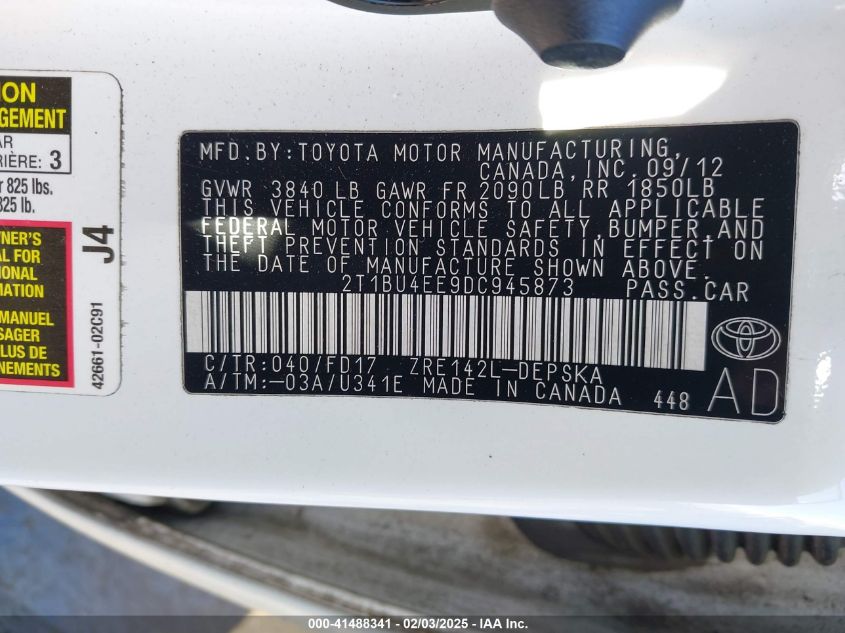 ION
GEMENT
AR
RIÈRE: 3
r 825 lbs.
825 lb.
NER'S
AL FOR
IONAL
MATION
MANUEL
SAGER
PLUS DE
NEMENTS
J4
42661-02C91
MFD. BY: TOYOTA MOTOR MANUFACTURING,
CANADA, INC. 09/12
GVWR 3840 LB GAWR FR 2090LB, RR 1850LB
THIS VEHICLE CONFORMS TO ALL APPLICABLE
FEDERAL MOTOR VEHICLE SAFETY, BUMPER, AND
THEFT PREVENTION STANDARDS IN EFFECT ON
THE DATE OF MANUFACTURE SHOWN ABOVE.
2T1BU4EE9DC945873 PASS. CAR
C/TR: 040/FD17 ZRE142L-DEPSKA
A/TM: -03A/U341E MADE IN CANADA 448
AD
000-41488341 - 02/03/2025 - IAA Inc.